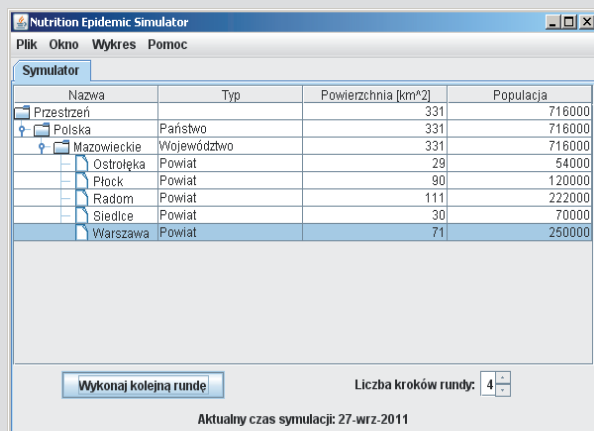 Nutrition Epidemic Simulator
Plik Okno Wykres Pomoc
Symulator
Nazwa Typ Powierzchnia [km^2] Populacja
Przestrzeń 331 716000
Polska Państwo 331 716000
Mazowieckie Województwo 331 716000
Ostrołęka Powiat 29 54000
Płock Powiat 90 120000
Radom Powiat 111 222000
Siedlce Powiat 30 70000
Warszawa Powiat 71 250000
Wykonaj kolejną rundę Liczba kroków rundy: 4
Aktualny czas symulacji: 27-wrz-2011